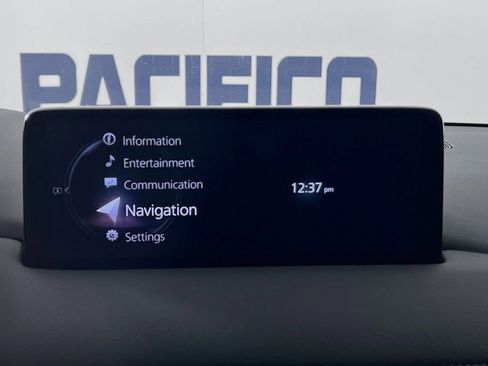 PACIFICO
Information
Entertainment
Communication
12:37 pm
Navigation
Settings